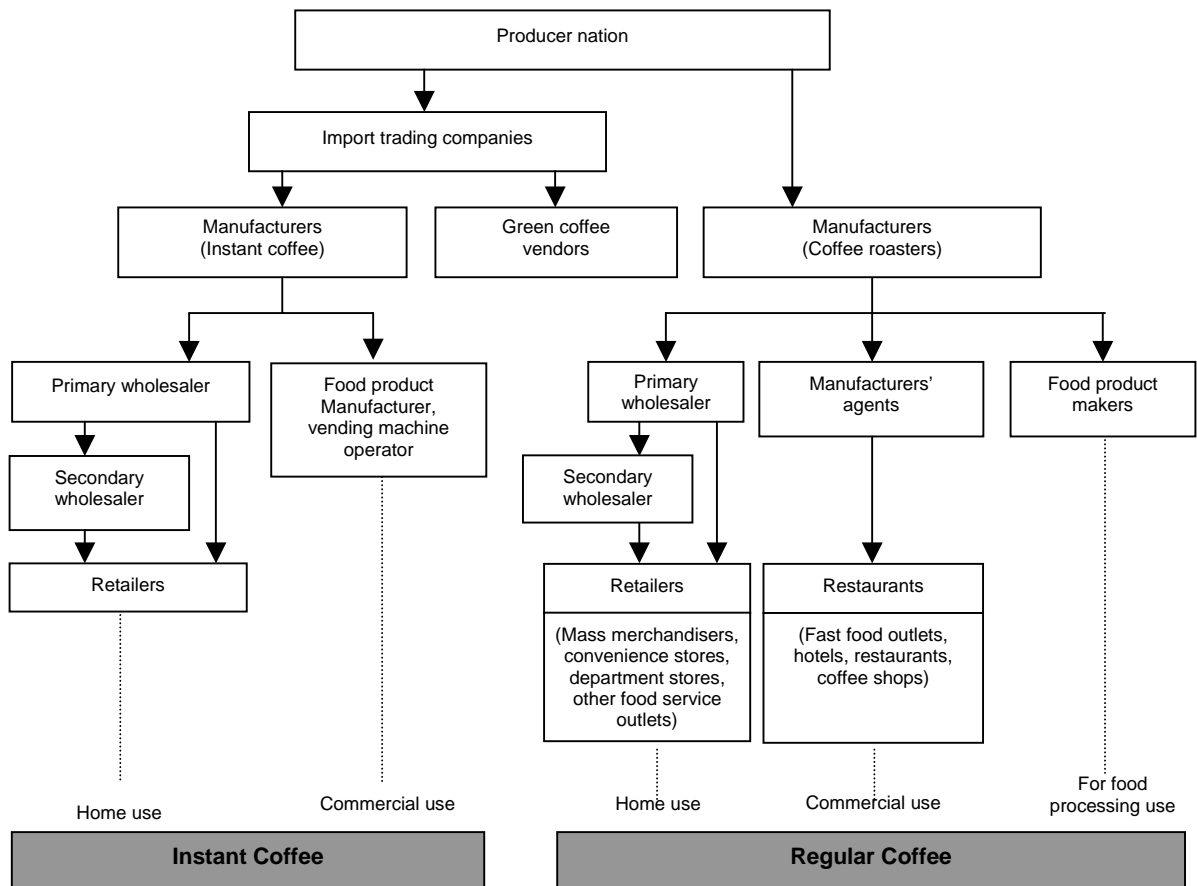 Producer nation
Import trading companies
Manufacturers
(Instant coffee)
Green coffee
vendors
Manufacturers
(Coffee roasters)
Primary wholesaler
Food product
Manufacturer,
vending machine
operator
Primary
wholesaler
Manufacturers’
agents
Food product
makers
Secondary
wholesaler
Secondary
wholesaler
Retailers
Retailers
(Mass merchandisers,
convenience stores,
department stores,
other food service
outlets)
Restaurants
(Fast food outlets,
hotels, restaurants,
coffee shops)
Home use
Commercial use
Home use
Commercial use
For food
processing use
Instant Coffee
Regular Coffee